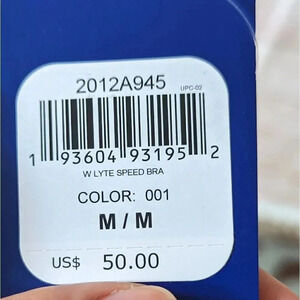 2012A945
UPC-02
1 93604 93195 2
W LYTE SPEED BRA
COLOR: 001
M / M
US$ 50.00